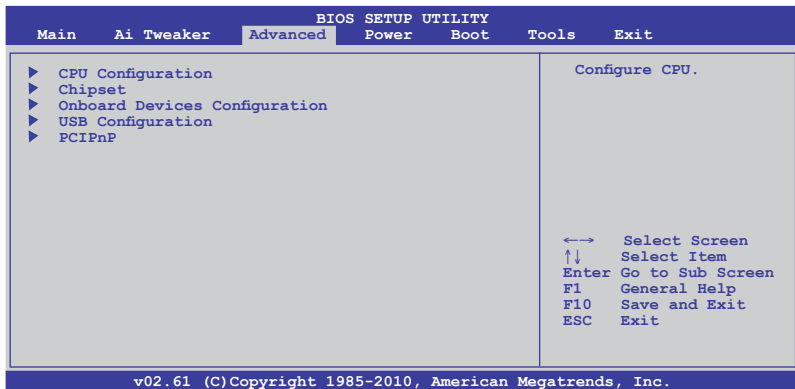 BIOS SETUP UTILITY
Main Ai Tweaker Advanced Power Boot Tools Exit
CPU Configuration
Chipset
Onboard Devices Configuration
USB Configuration
PCIPnP
Configure CPU.
←→ Select Screen
↑↓ Select Item
Enter Go to Sub Screen
F1 General Help
F10 Save and Exit
ESC Exit
v02.61 (C)Copyright 1985-2010, American Megatrends, Inc.